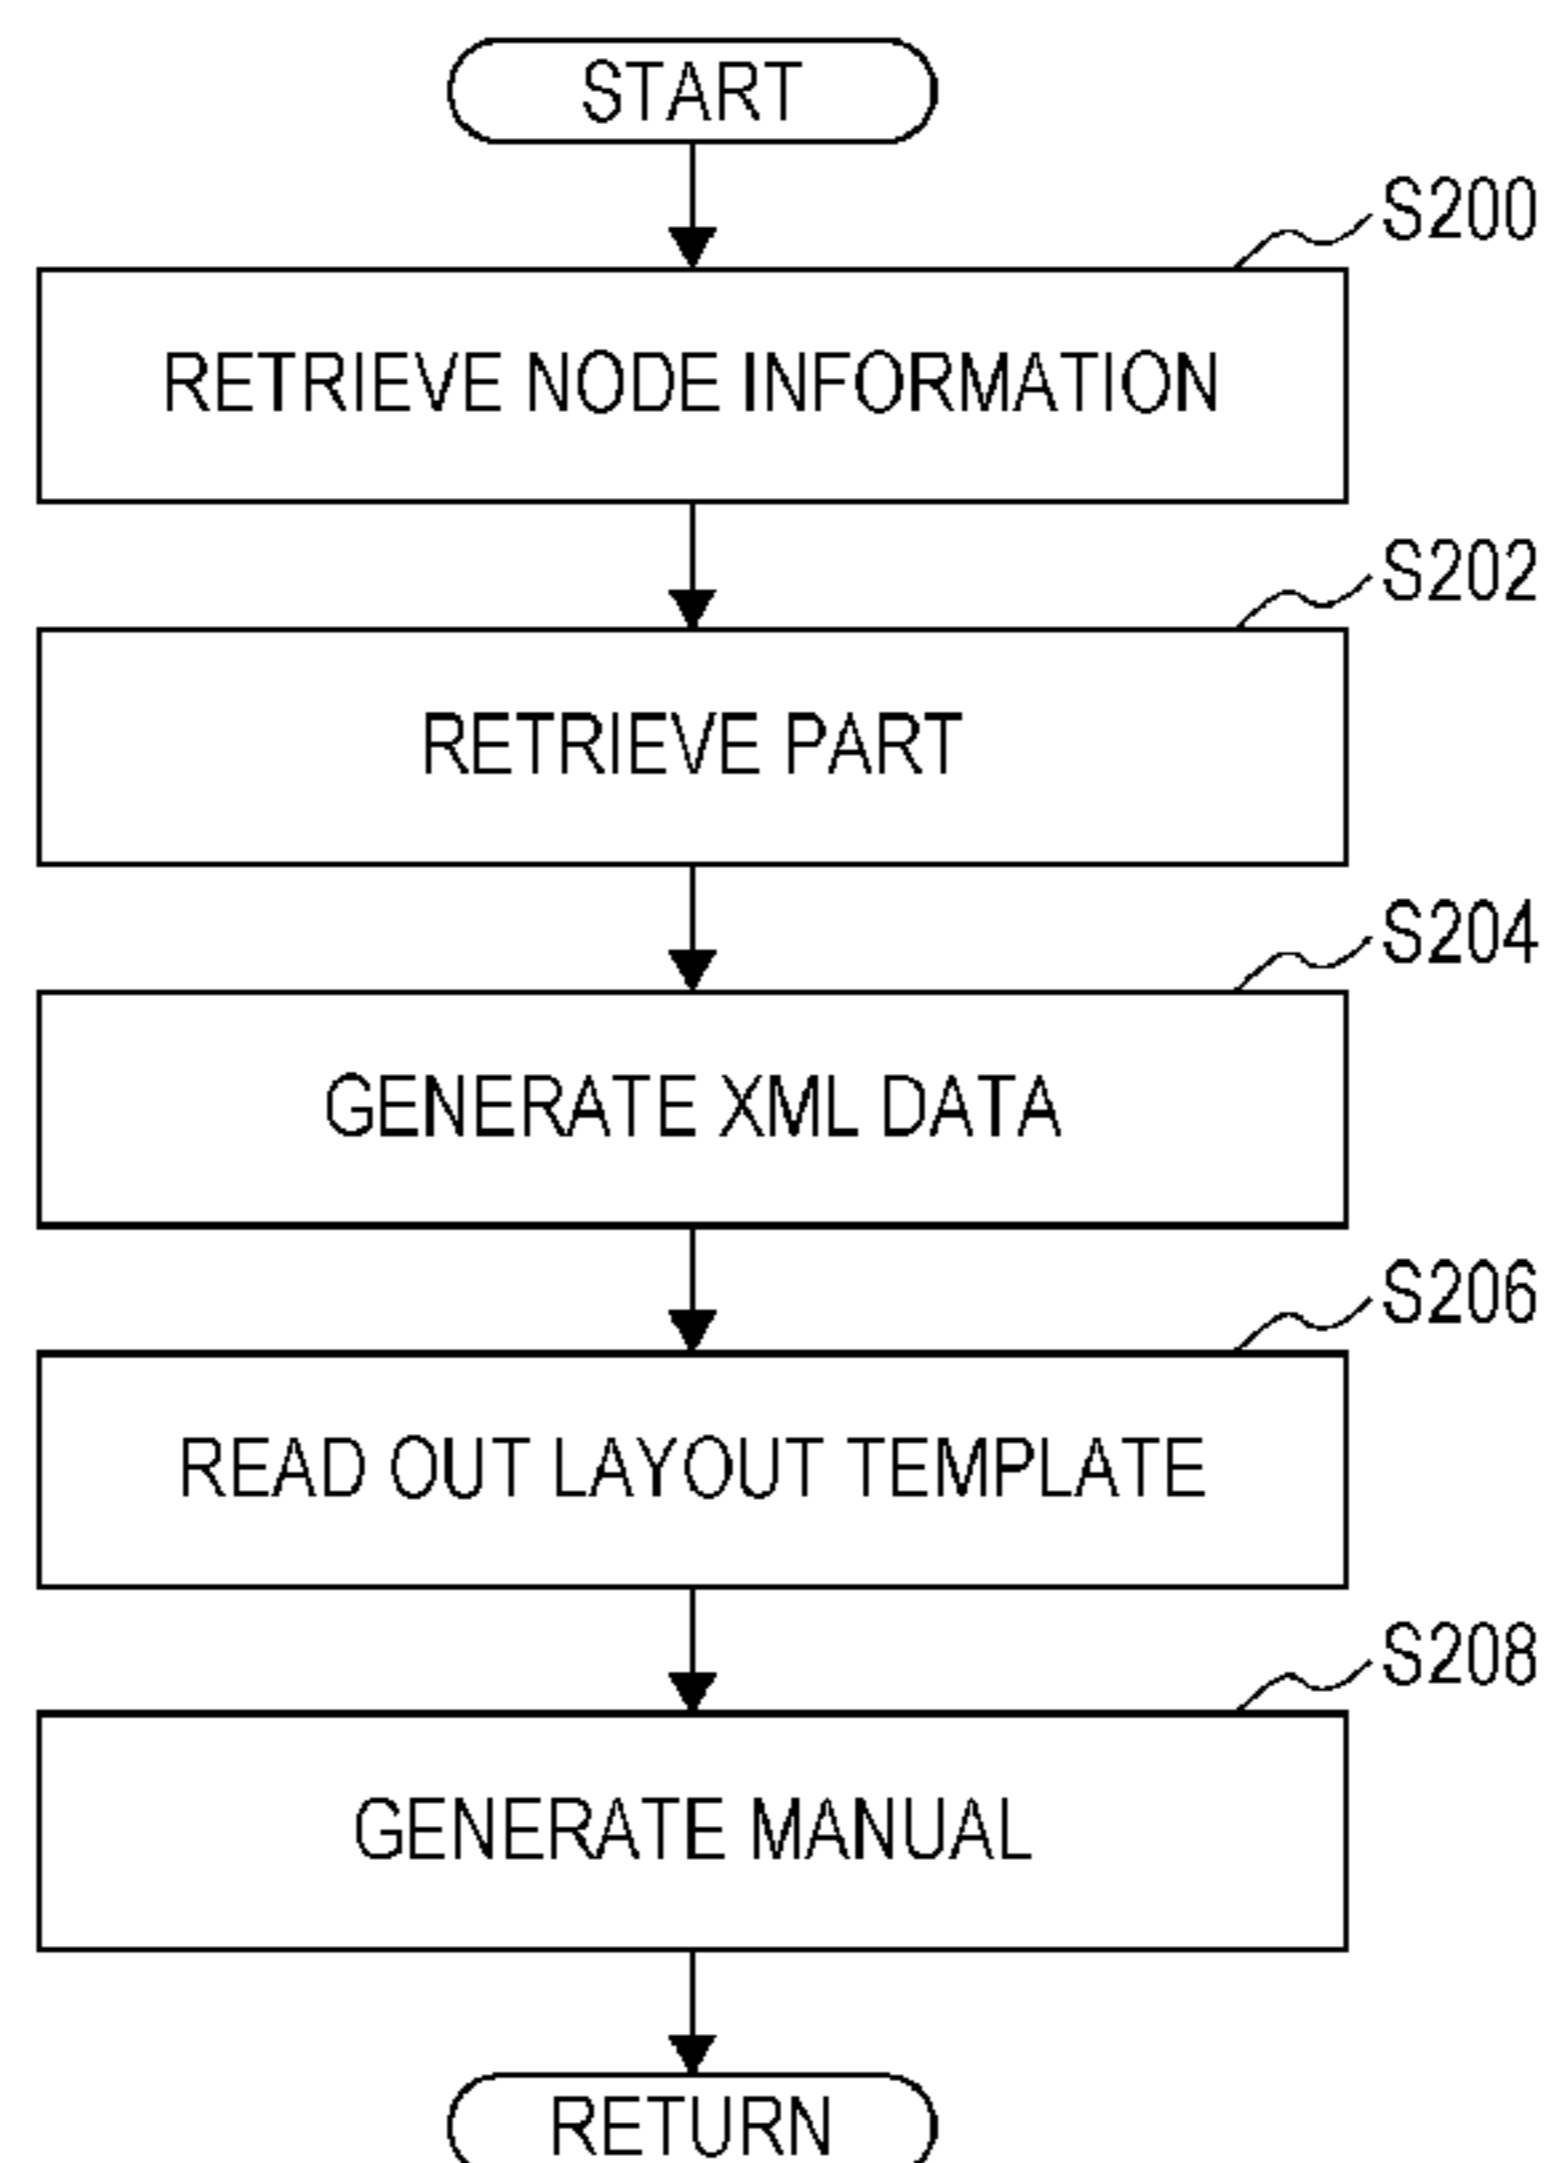 START
S200
RETRIEVE NODE INFORMATION
S202
RETRIEVE PART
S204
GENERATE XML DATA
S206
READ OUT LAYOUT TEMPLATE
S208
GENERATE MANUAL
RETURN